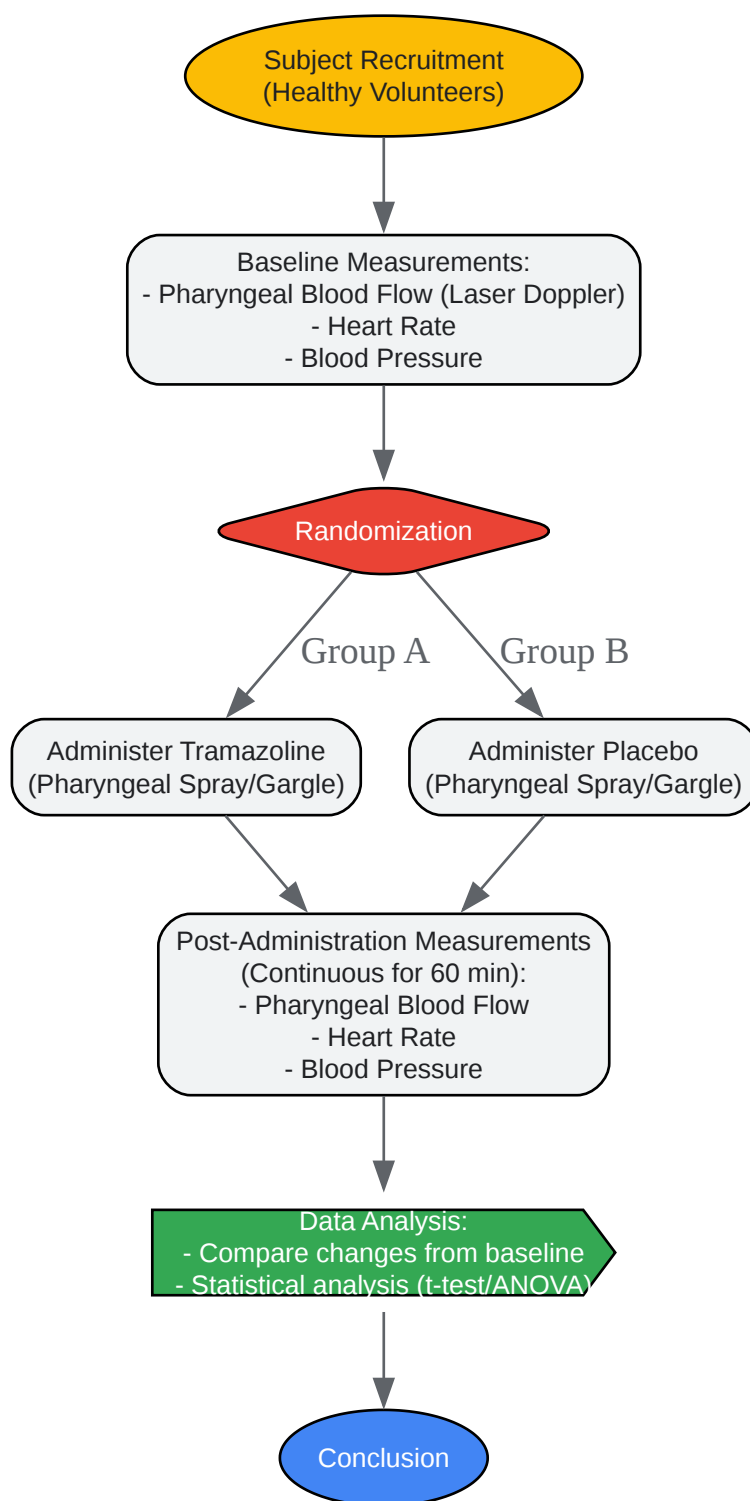 Subject Recruitment
(Healthy Volunteers)
Baseline Measurements:
- Pharyngeal Blood Flow (Laser Doppler)
- Heart Rate
- Blood Pressure
Randomization
Group A
Group B
Administer Tramazoline
(Pharyngeal Spray/Gargle)
Administer Placebo
(Pharyngeal Spray/Gargle)
Post-Administration Measurements
(Continuous for 60 min):
- Pharyngeal Blood Flow
- Heart Rate
- Blood Pressure
Data Analysis:
- Compare changes from baseline
- Statistical analysis (t-test/ANOVA)
Conclusion